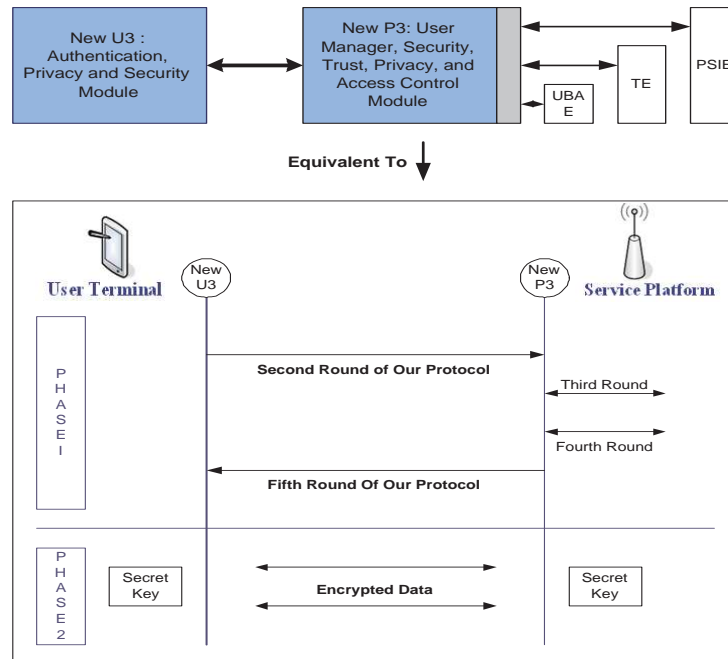 New U3 :
Authentication,
Privacy and Security
Module
New P3: User
Manager, Security,
Trust, Privacy, and
Access Control
Module
UBA
E
TE
PSIE
Equivalent To
User Terminal
New
U3
New
P3
Service Platform
P
H
A
S
E
I
Second Round of Our Protocol
Third Round
Fourth Round
Fifth Round Of Our Protocol
P
H
A
S
E
2
Secret
Key
Encrypted Data
Secret
Key